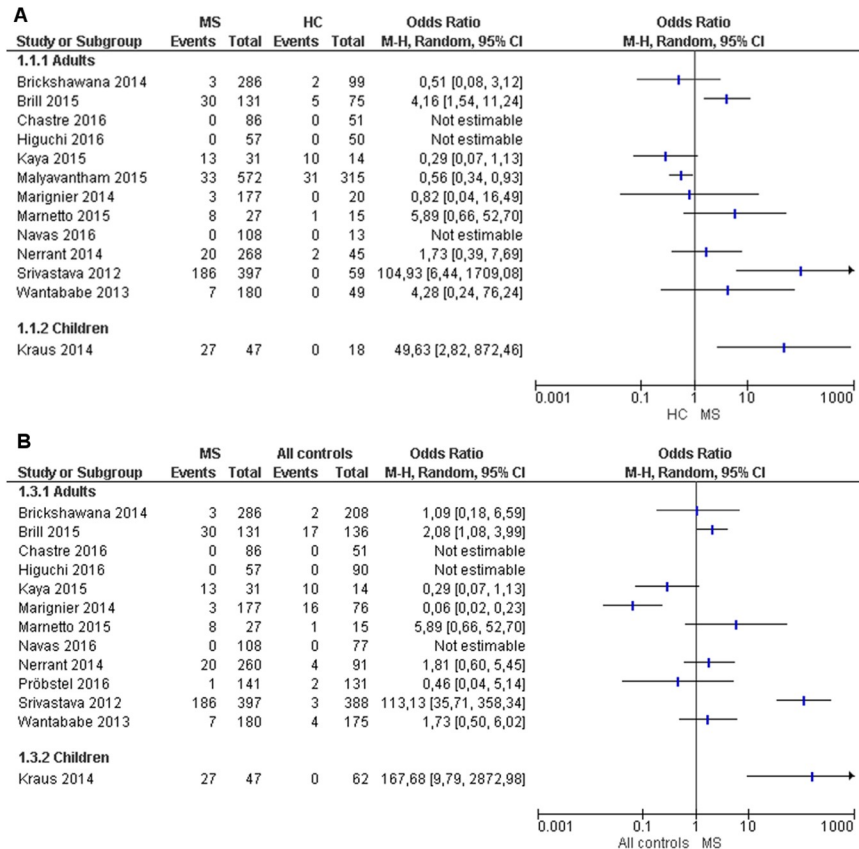 A
MS HC Odds Ratio Odds Ratio
Study or Subgroup Events Total Events Total M-H, Random, 95% CI M-H, Random, 95% CI
1.1.1 Adults
Brickshawana 2014 3 286 2 99 0,51 [0,08, 3,12]
Brill 2015 30 131 5 75 4,16 [1,54, 11,24]
Chastre 2016 0 86 0 51 Not estimable
Higuchi 2016 0 57 0 50 Not estimable
Kaya 2015 13 31 10 14 0,29 [0,07, 1,13]
Malyavantham 2015 33 572 31 315 0,56 [0,34, 0,93]
Marignier 2014 3 177 0 20 0,82 [0,04, 16,49]
Marnetto 2015 8 27 1 15 5,89 [0,66, 52,70]
Navas 2016 0 108 0 13 Not estimable
Nerrant 2014 20 268 2 45 1,73 [0,39, 7,69]
Srivastava 2012 186 397 0 59 104,93 [6,44, 1709,08]
Wantababe 2013 7 180 0 49 4,28 [0,24, 76,24]
1.1.2 Children
Kraus 2014 27 47 0 18 49,63 [2,82, 872,46]
0.001 0.1 1 10 1000
HC MS
B
MS All controls Odds Ratio Odds Ratio
Study or Subgroup Events Total Events Total M-H, Random, 95% CI M-H, Random, 95% CI
1.3.1 Adults
Brickshawana 2014 3 286 2 208 1,09 [0,18, 6,59]
Brill 2015 30 131 17 136 2,08 [1,08, 3,99]
Chastre 2016 0 86 0 51 Not estimable
Higuchi 2016 0 57 0 90 Not estimable
Kaya 2015 13 31 10 14 0,29 [0,07, 1,13]
Marignier 2014 3 177 16 76 0,06 [0,02, 0,23]
Marnetto 2015 8 27 1 15 5,89 [0,66, 52,70]
Navas 2016 0 108 0 77 Not estimable
Nerrant 2014 20 260 4 91 1,81 [0,60, 5,45]
Pröbstel 2016 1 141 2 131 0,46 [0,04, 5,14]
Srivastava 2012 186 397 3 388 113,13 [35,71, 358,34]
Wantababe 2013 7 180 4 175 1,73 [0,50, 6,02]
1.3.2 Children
Kraus 2014 27 47 0 62 167,68 [9,79, 2872,98]
0.001 0.1 1 10 1000
All controls MS